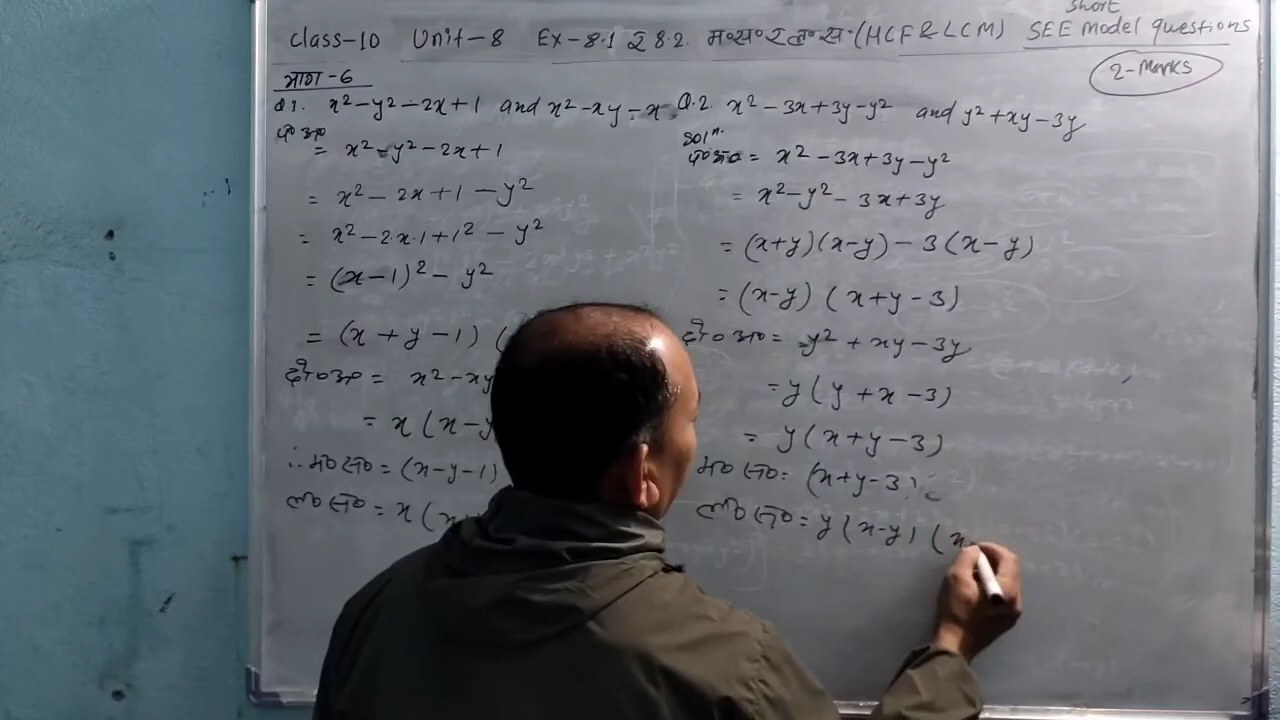 short
Class-10 Unit-8 Ex-8.1 र 8.2. म॰स॰ र ल॰स॰ (HCF & LCM) SEE Model questions
भाग-6
2-Marks
Q1. x²-y²-2x+1 and x²-xy-x
प॰अ॰
= x²-y²-2x+1
= x²-2x+1-y²
= x²-2x.1+1²-y²
= (x-1)²-y²
= (x+y-1) (
दो॰अ॰ = x²-xy
= x(x-y
∴ म॰स॰ = (x-y-1)
ल॰स॰ = x(
Q.2. x²-3x+3y-y² and y²+xy-3y
Solⁿ.
प॰अ॰ = x²-3x+3y-y²
= x²-y²-3x+3y
= (x+y)(x-y)-3(x-y)
= (x-y) (x+y-3)
दो॰अ॰ = y²+xy-3y
= y(y+x-3)
= y(x+y-3)
म॰स॰ = (x+y-3)
ल॰स॰ = y(x-y) (x